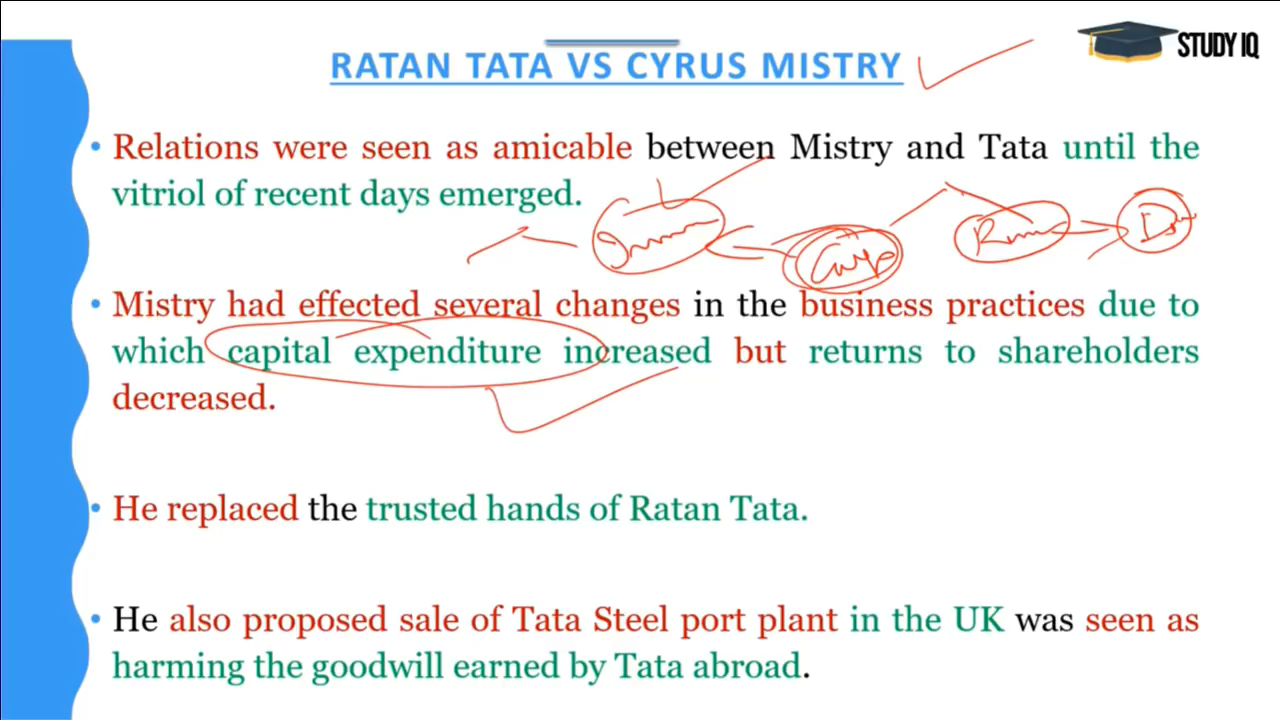 STUDY IQ
RATAN TATA VS CYRUS MISTRY
• Relations were seen as amicable between Mistry and Tata until the
vitriol of recent days emerged.
• Mistry had effected several changes in the business practices due to
which capital expenditure increased but returns to shareholders
decreased.
• He replaced the trusted hands of Ratan Tata.
• He also proposed sale of Tata Steel port plant in the UK was seen as
harming the goodwill earned by Tata abroad.